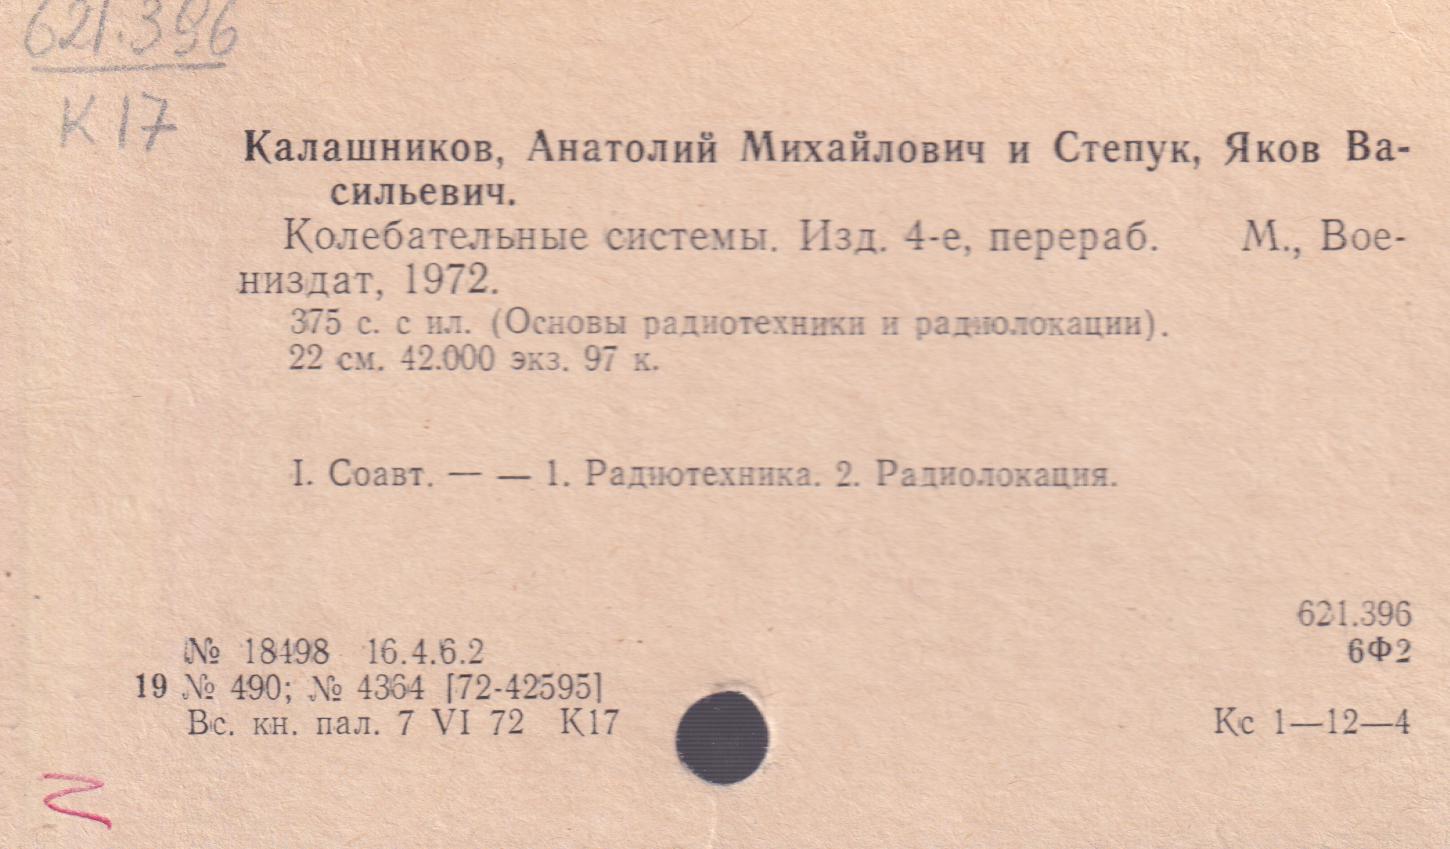 621.396
К17
Калашников, Анатолий Михайлович и Степук, Яков Ва-
сильевич.
Колебательные системы. Изд. 4-е, перераб. М., Вое-
низдат, 1972.
375 с. с ил. (Основы радиотехники и радиолокации).
22 см. 42.000 экз. 97 к.
I. Соавт. — — 1. Радиотехника. 2. Радиолокация.
621.396
№ 18498 16.4.6.2 6Ф2
19 № 490; № 4364 [72-42595]
Вс. кн. пал. 7 VI 72 К17 Кс 1—12—4